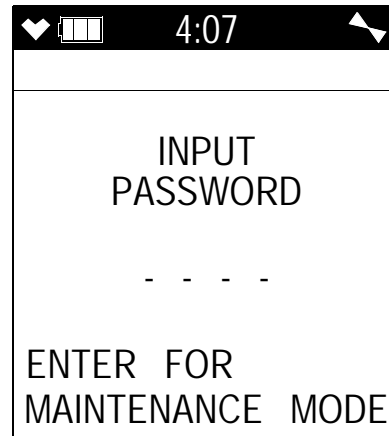 4:07
INPUT
PASSWORD
- - - -
ENTER FOR
MAINTENANCE MODE